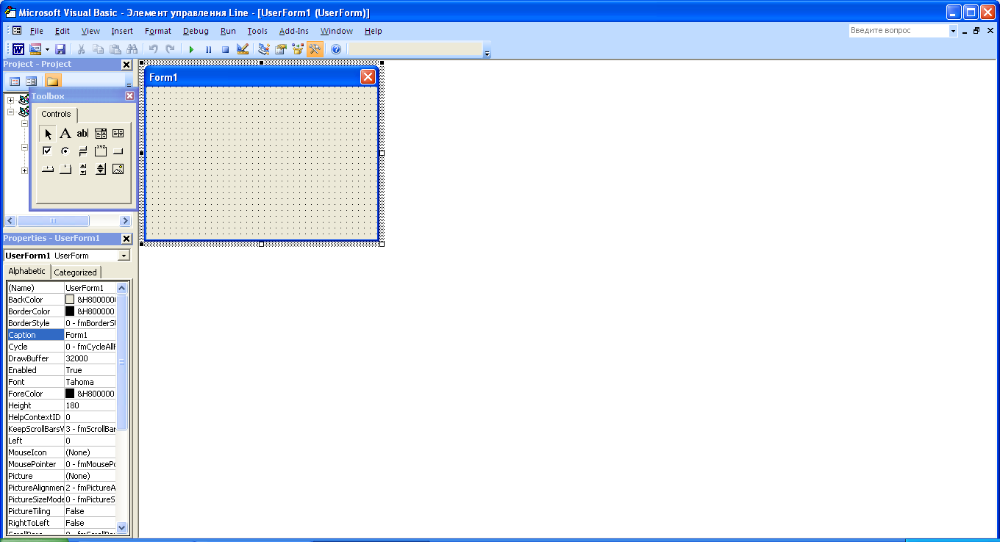 Microsoft Visual Basic - Элемент управления Line - [UserForm1 (UserForm)]
File Edit View Insert Format Debug Run Tools Add-Ins Window Help
Введите вопрос
Project - Project
Toolbox
Controls
A ab|
xyz
Form1
Properties - UserForm1
UserForm1 UserForm
Alphabetic Categorized
(Name) UserForm1
BackColor &H8000000
BorderColor &H800000
BorderStyle 0 - fmBorderSt
Caption Form1
Cycle 0 - fmCycleAllF
DrawBuffer 32000
Enabled True
Font Tahoma
ForeColor &H800000
Height 180
HelpContextID 0
KeepScrollBarsV 3 - fmScrollBar
Left 0
MouseIcon (None)
MousePointer 0 - fmMousePo
Picture (None)
PictureAlignmen 2 - fmPictureA
PictureSizeMode 0 - fmPictureS
PictureTiling False
RightToLeft False